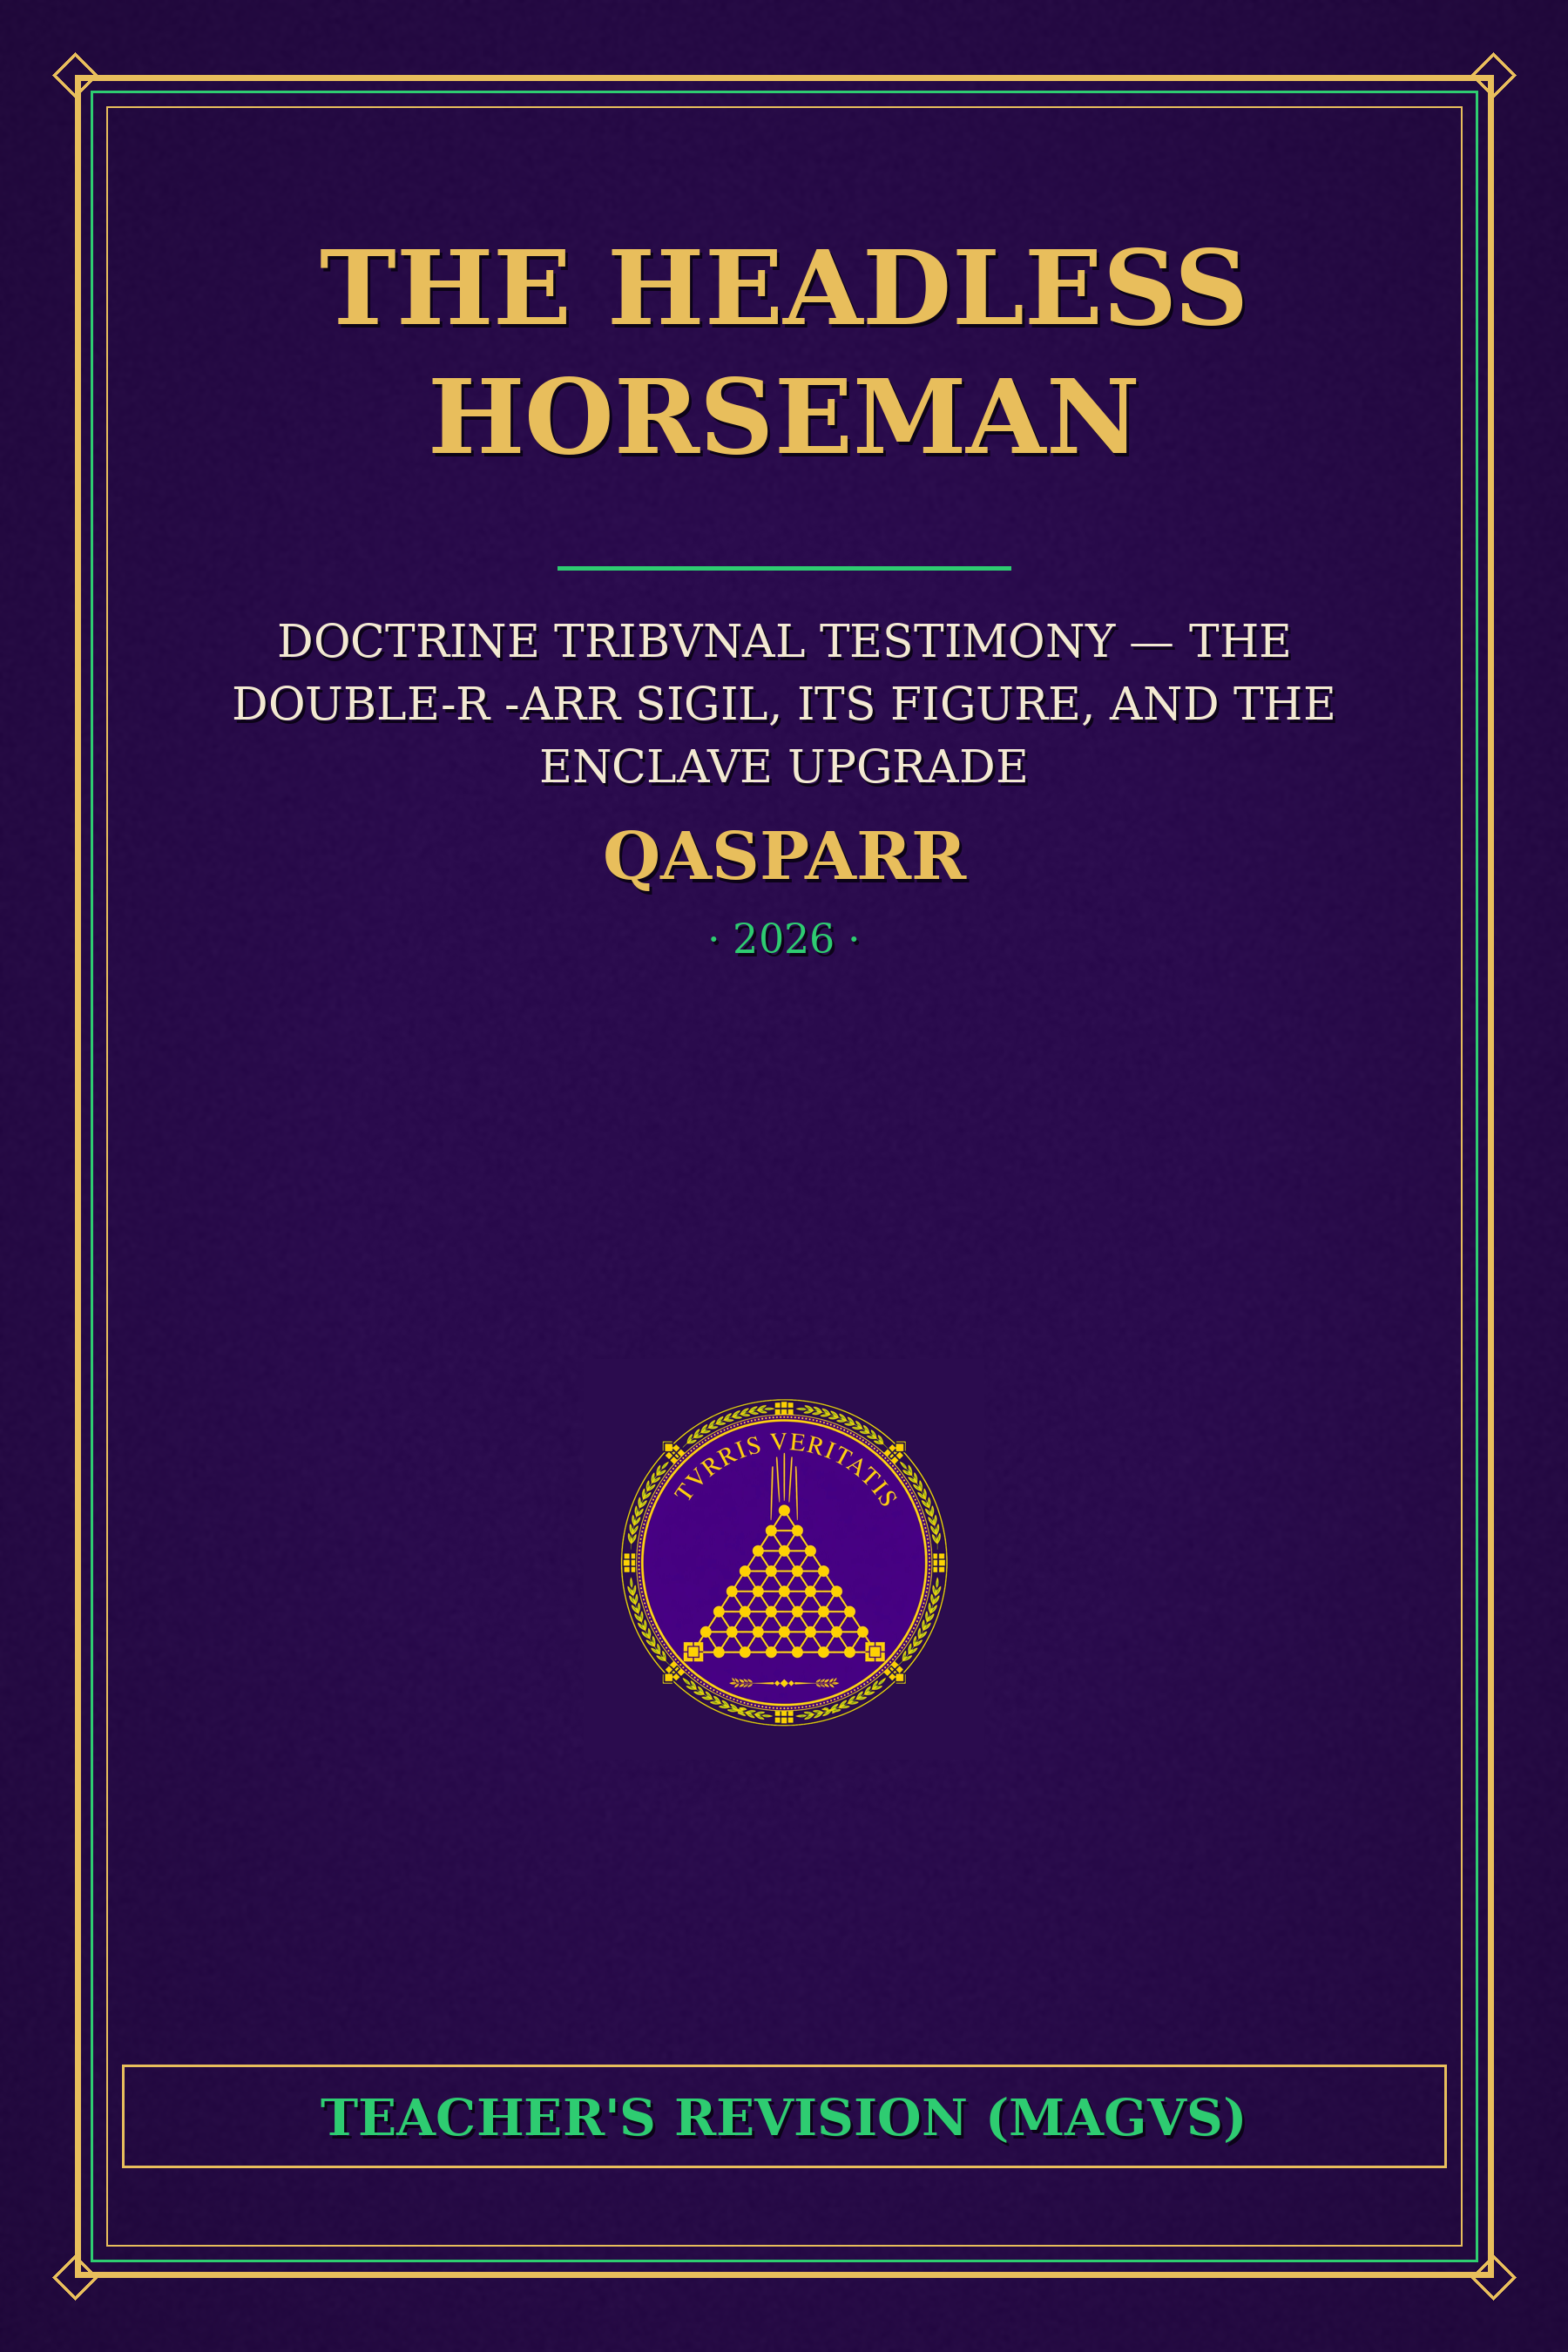 THE HEADLESS
HORSEMAN
DOCTRINE TRIBVNAL TESTIMONY — THE
DOUBLE-R -ARR SIGIL, ITS FIGURE, AND THE
ENCLAVE UPGRADE
QASPARR
· 2026 ·
TVRRIS VERITATIS
TEACHER'S REVISION (MAGVS)